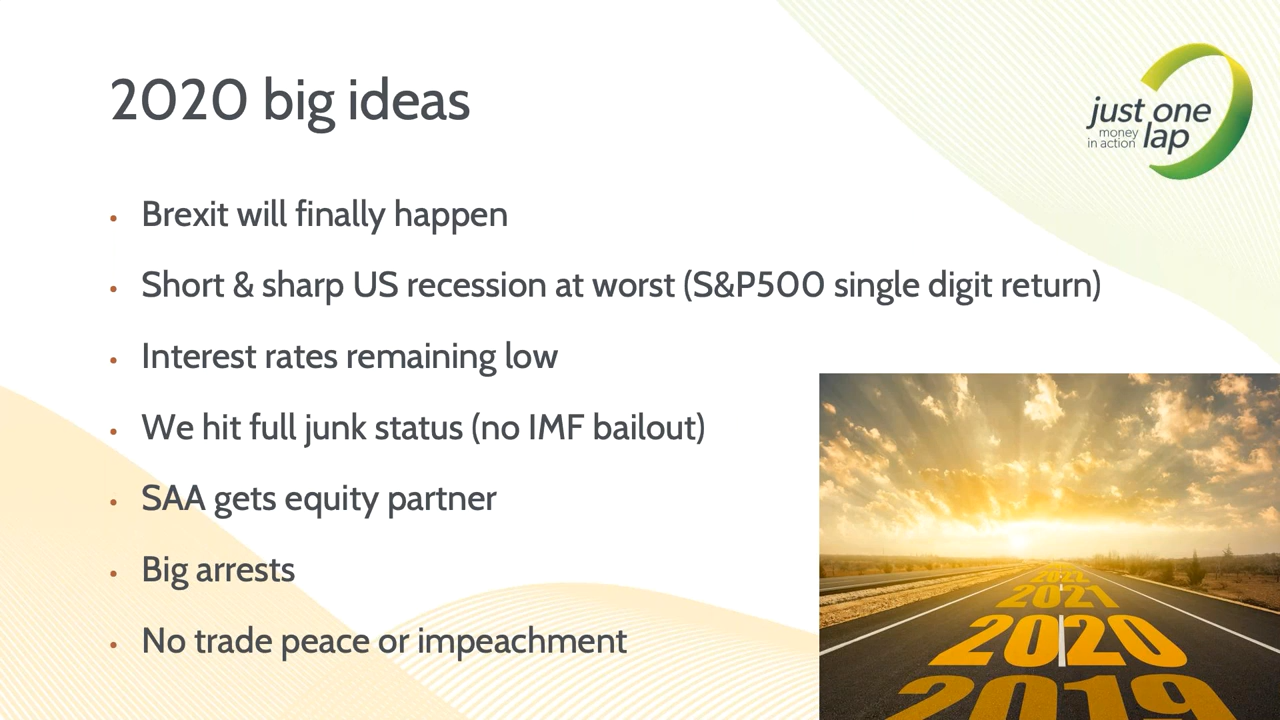 2020 big ideas
just one
money
in action
lap
• Brexit will finally happen
• Short & sharp US recession at worst (S&P500 single digit return)
• Interest rates remaining low
• We hit full junk status (no IMF bailout)
• SAA gets equity partner
• Big arrests
• No trade peace or impeachment
2022
2021
2020
2019